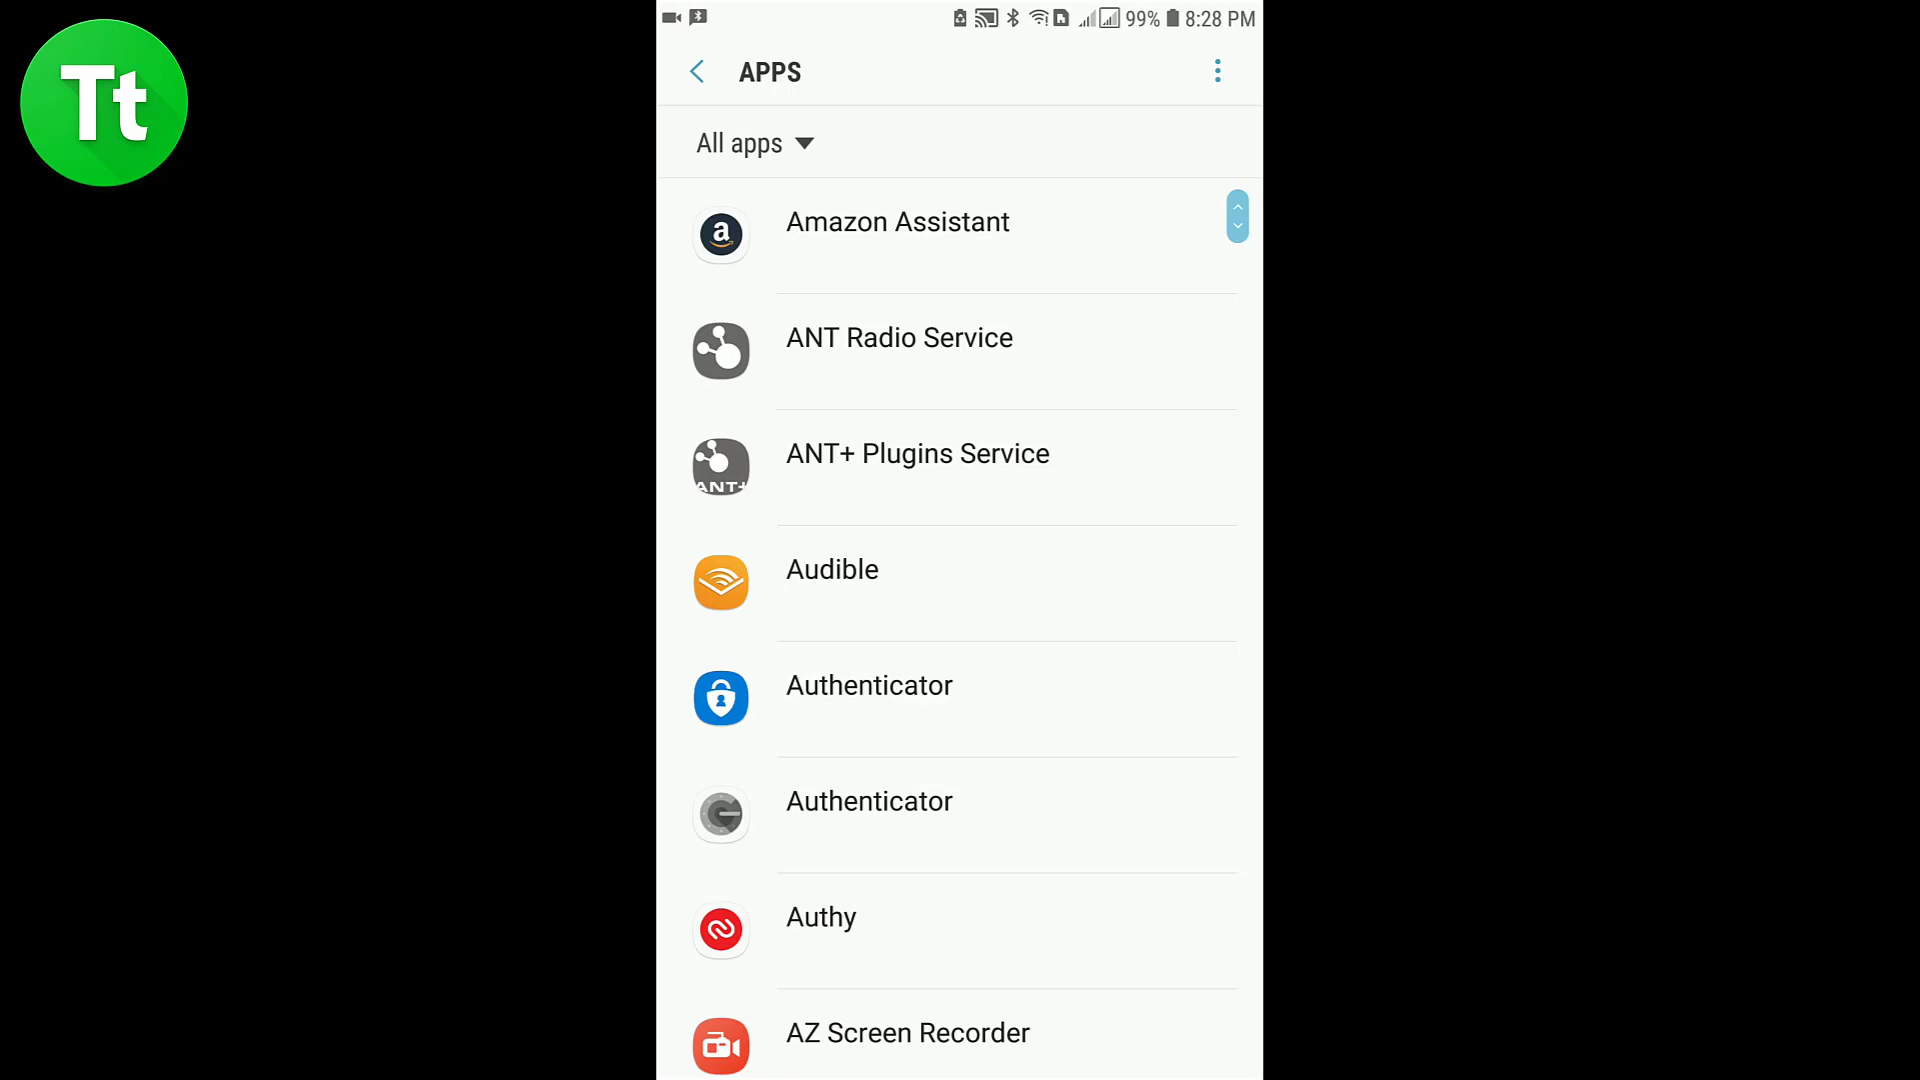 Tt
99% 8:28 PM
APPS
All apps
a
Amazon Assistant
ANT Radio Service
ANT+ Plugins Service
ANT+
Audible
Authenticator
Authenticator
Authy
AZ Screen Recorder